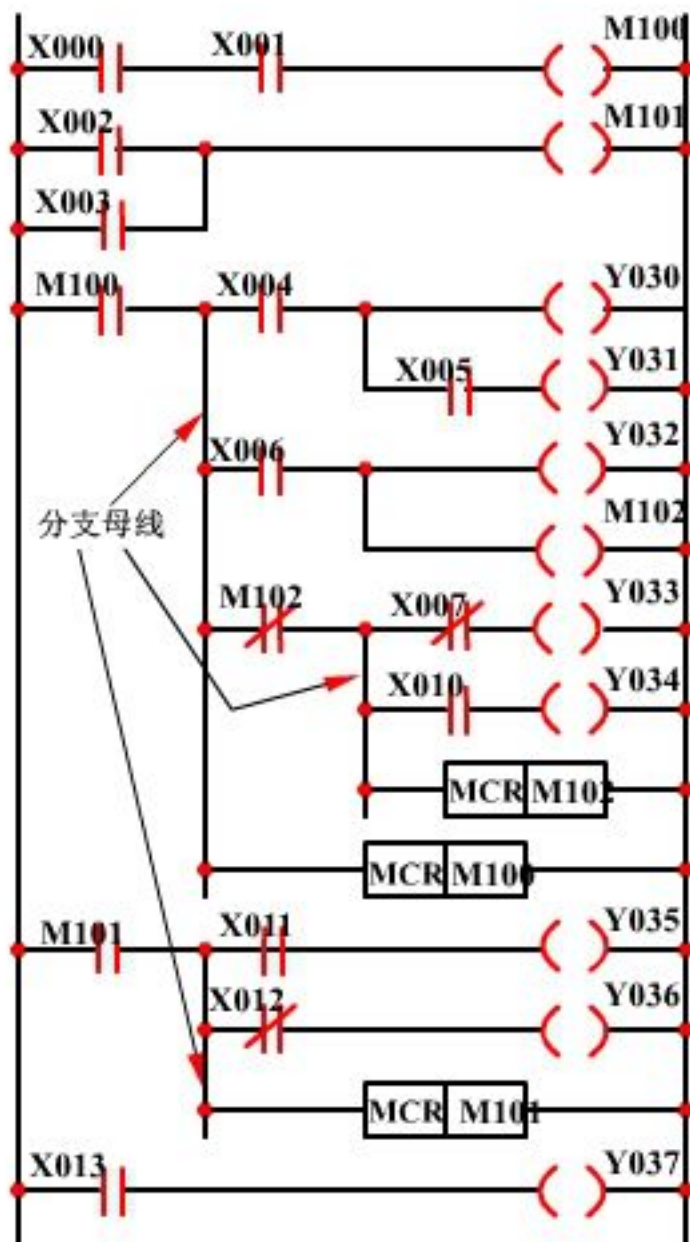 M100
X000 X001
M101
X002
X003
M100 X004 Y030
X005 Y031
X006 Y032
M102
分支母线
M102 X007 Y033
X010 Y034
MCR M102
MCR M100
M101 X011 Y035
X012 Y036
MCR M101
X013 Y037